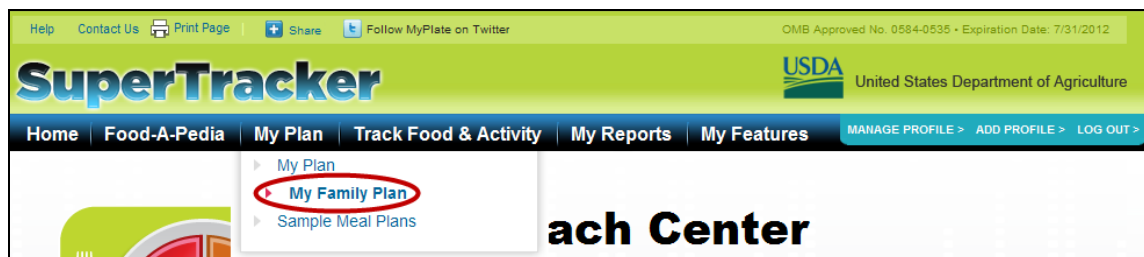 Help Contact Us Print Page Share Follow MyPlate on Twitter OMB Approved No. 0584-0535 • Expiration Date: 7/31/2012
SuperTracker USDA United States Department of Agriculture
Home Food-A-Pedia My Plan Track Food & Activity My Reports My Features MANAGE PROFILE > ADD PROFILE > LOG OUT >
My Plan
My Family Plan
Sample Meal Plans
ach Center